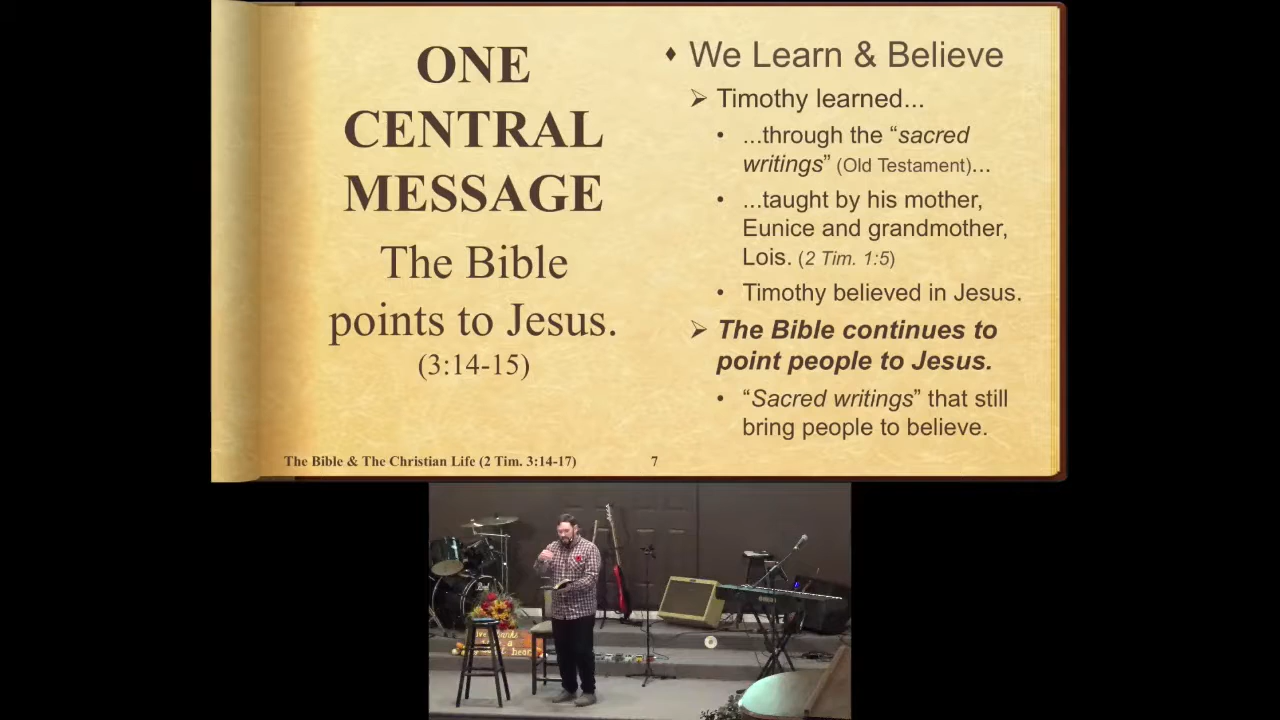 ONE
CENTRAL
MESSAGE
The Bible
points to Jesus.
(3:14-15)
♦ We Learn & Believe
➢ Timothy learned...
• ...through the “sacred
writings” (Old Testament)...
• ...taught by his mother,
Eunice and grandmother,
Lois. (2 Tim. 1:5)
• Timothy believed in Jesus.
➢ The Bible continues to
point people to Jesus.
• “Sacred writings” that still
bring people to believe.
The Bible & The Christian Life (2 Tim. 3:14-17) 7